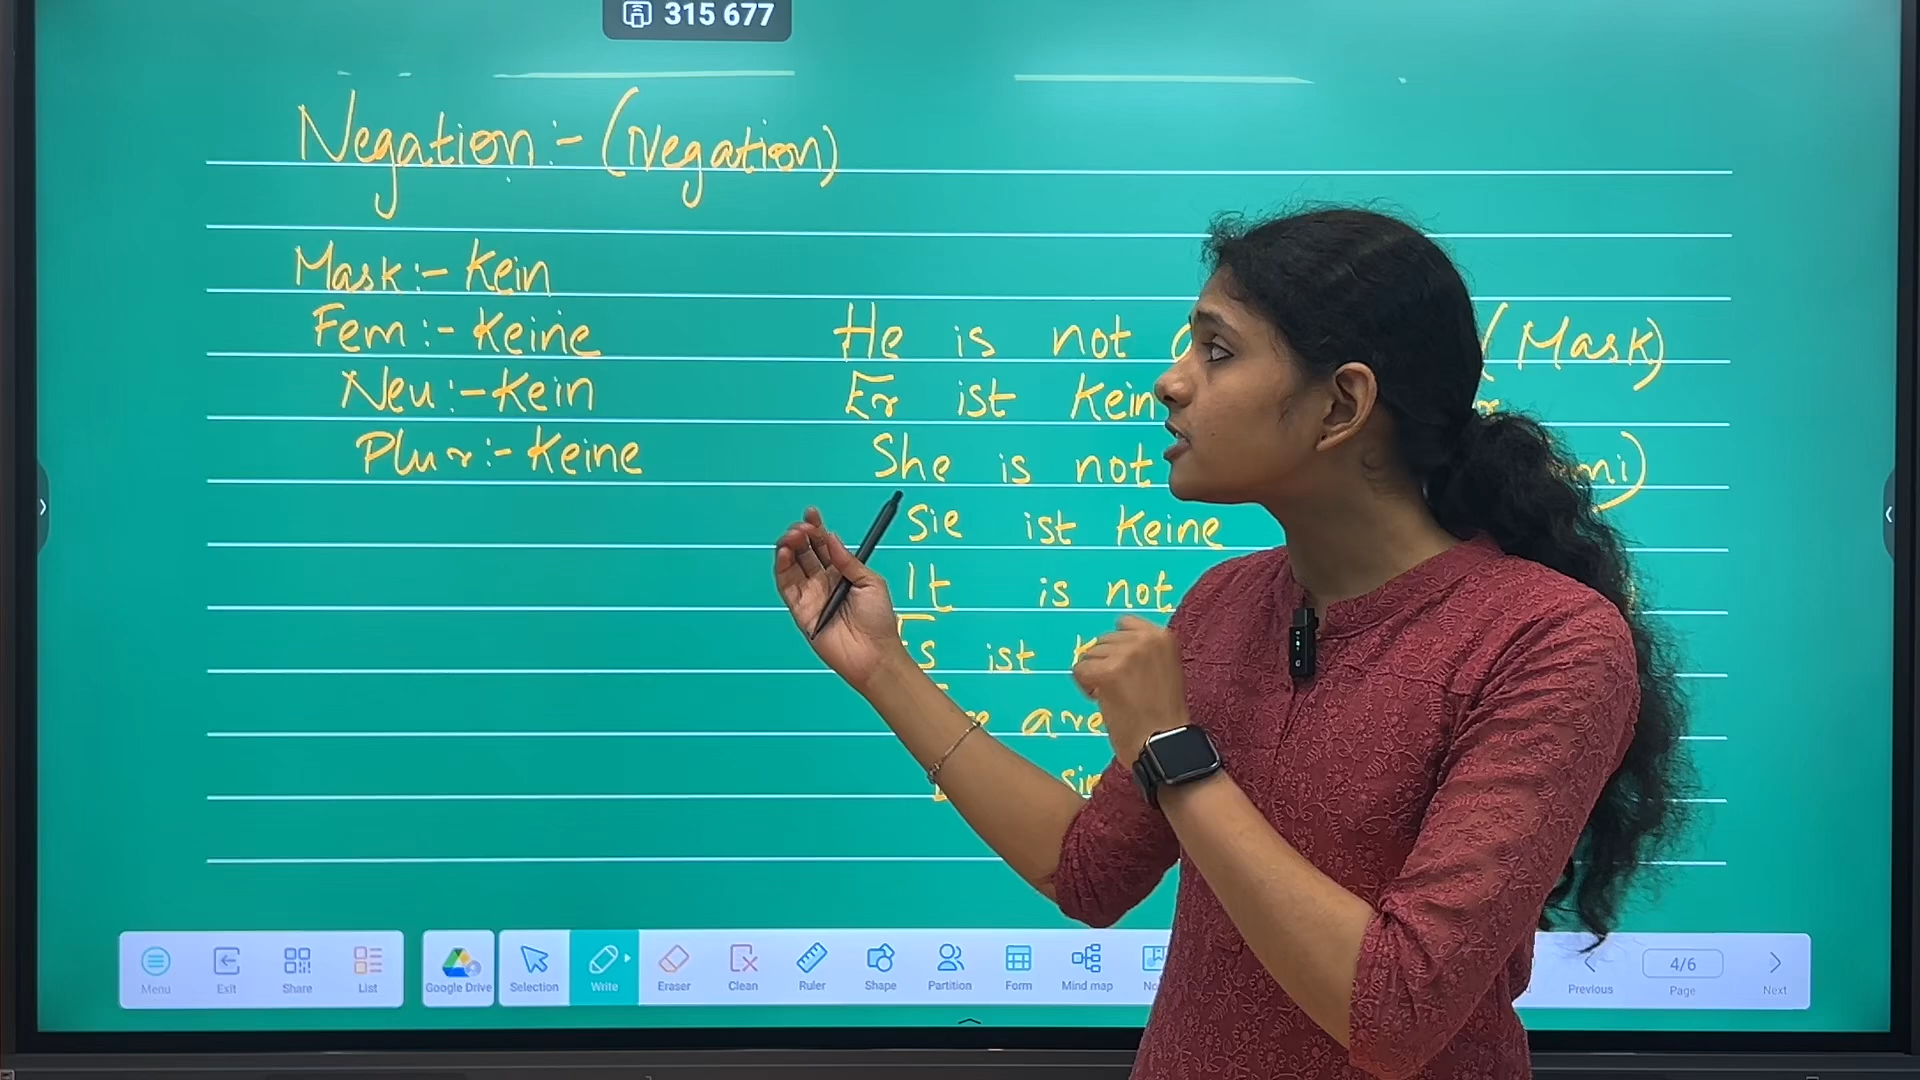 315 677
Negation:- (Negation)
Mask:- Kein
Fem:- Keine
Neu:- Kein
Plur:- Keine
He is not (Mask)
Er ist Kein
She is not
Sie ist Keine
It is not
Es ist
are
Menu Exit Share List Google Drive Selection Write Eraser Clean Ruler Shape Partition Form Mind map Previous 4/6 Page Next